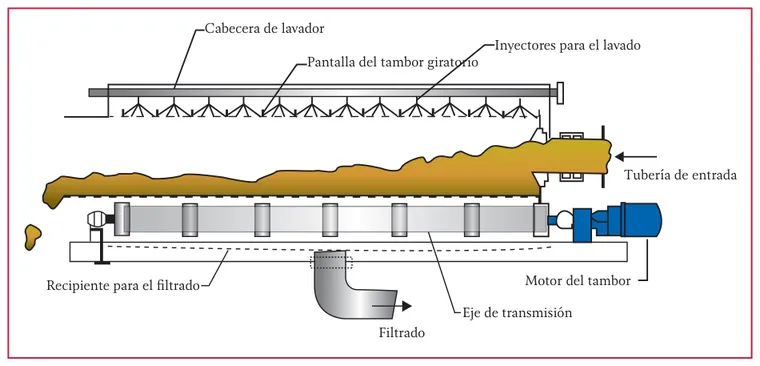 Cabecera de lavador
Inyectores para el lavado
Pantalla del tambor giratorio
Tubería de entrada
Motor del tambor
Recipiente para el filtrado
Eje de transmisión
Filtrado